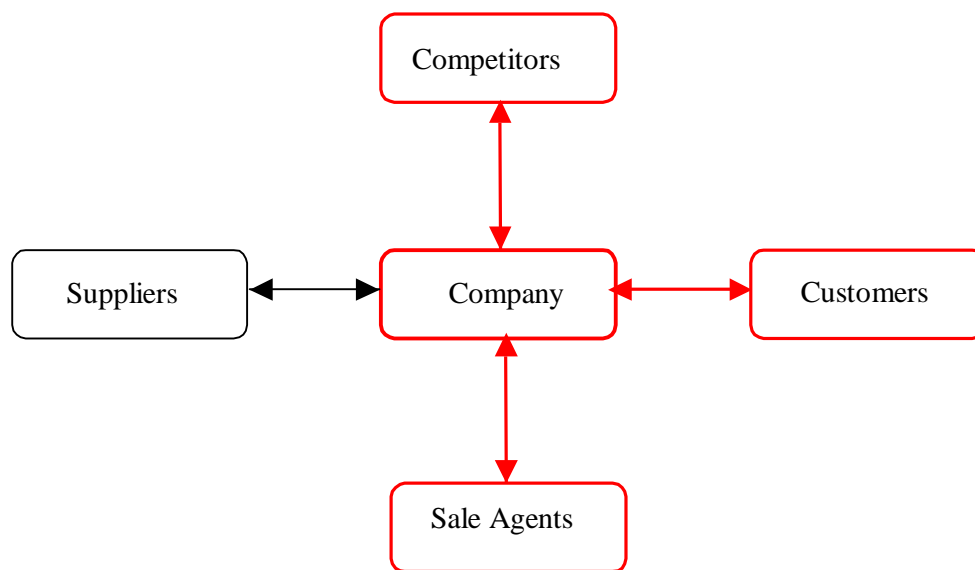 Competitors
Suppliers
Company
Customers
Sale Agents